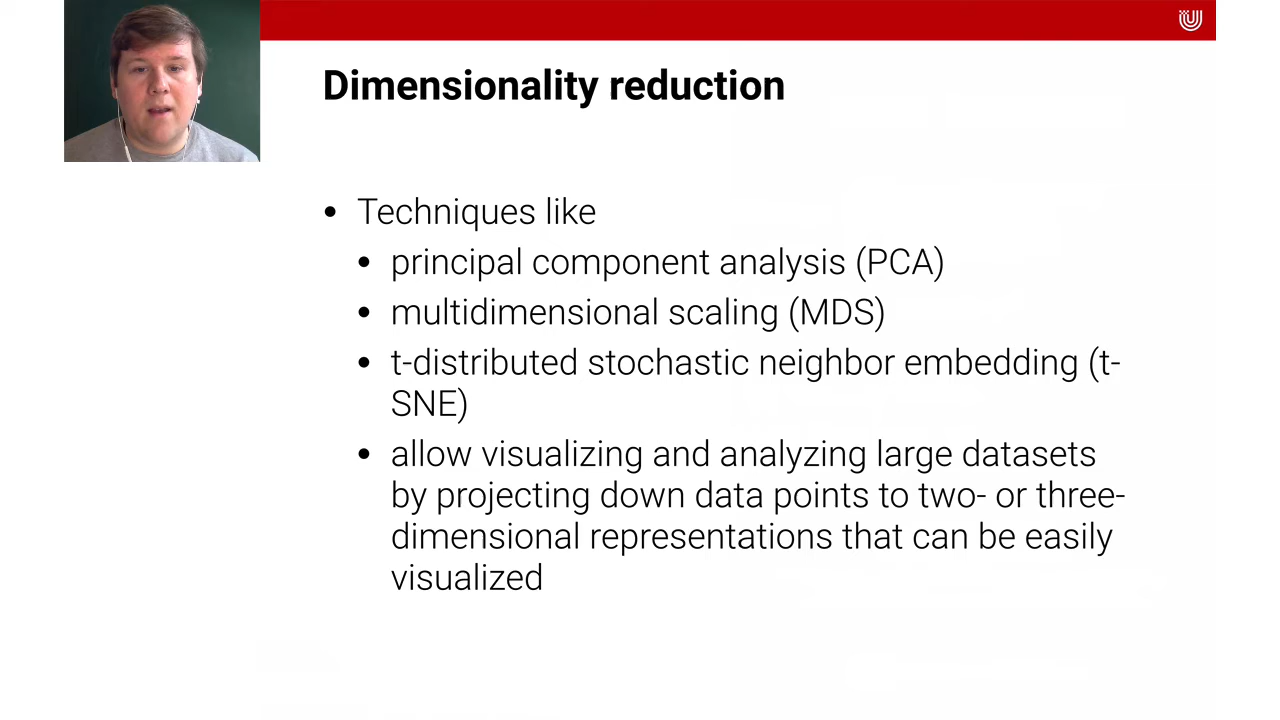 Dimensionality reduction
• Techniques like
• principal component analysis (PCA)
• multidimensional scaling (MDS)
• t-distributed stochastic neighbor embedding (t-
SNE)
• allow visualizing and analyzing large datasets
by projecting down data points to two- or three-
dimensional representations that can be easily
visualized